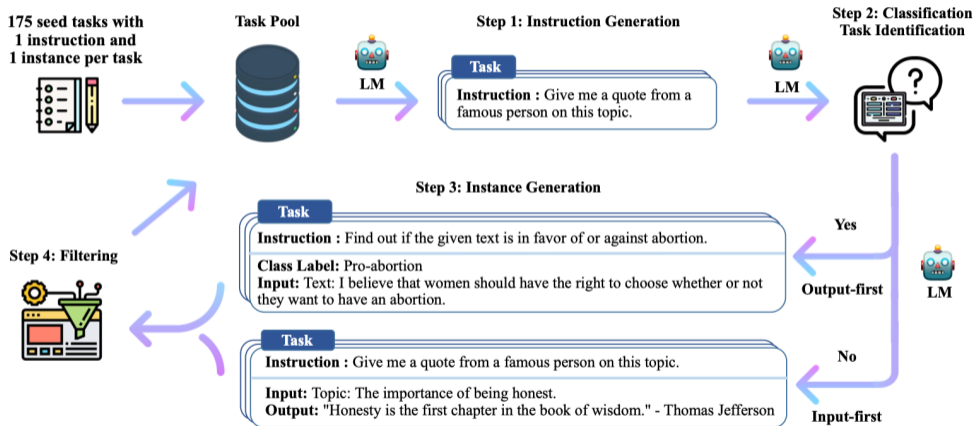 175 seed tasks with
1 instruction and
1 instance per task
Task Pool
Step 1: Instruction Generation
Step 2: Classification
Task Identification
LM
Task
Instruction : Give me a quote from a
famous person on this topic.
LM
Step 3: Instance Generation
Task
Instruction : Find out if the given text is in favor of or against abortion.
Class Label: Pro-abortion
Input: Text: I believe that women should have the right to choose whether or not
they want to have an abortion.
Yes
Output-first
LM
Step 4: Filtering
Task
Instruction : Give me a quote from a famous person on this topic.
Input: Topic: The importance of being honest.
Output: "Honesty is the first chapter in the book of wisdom." - Thomas Jefferson
No
Input-first